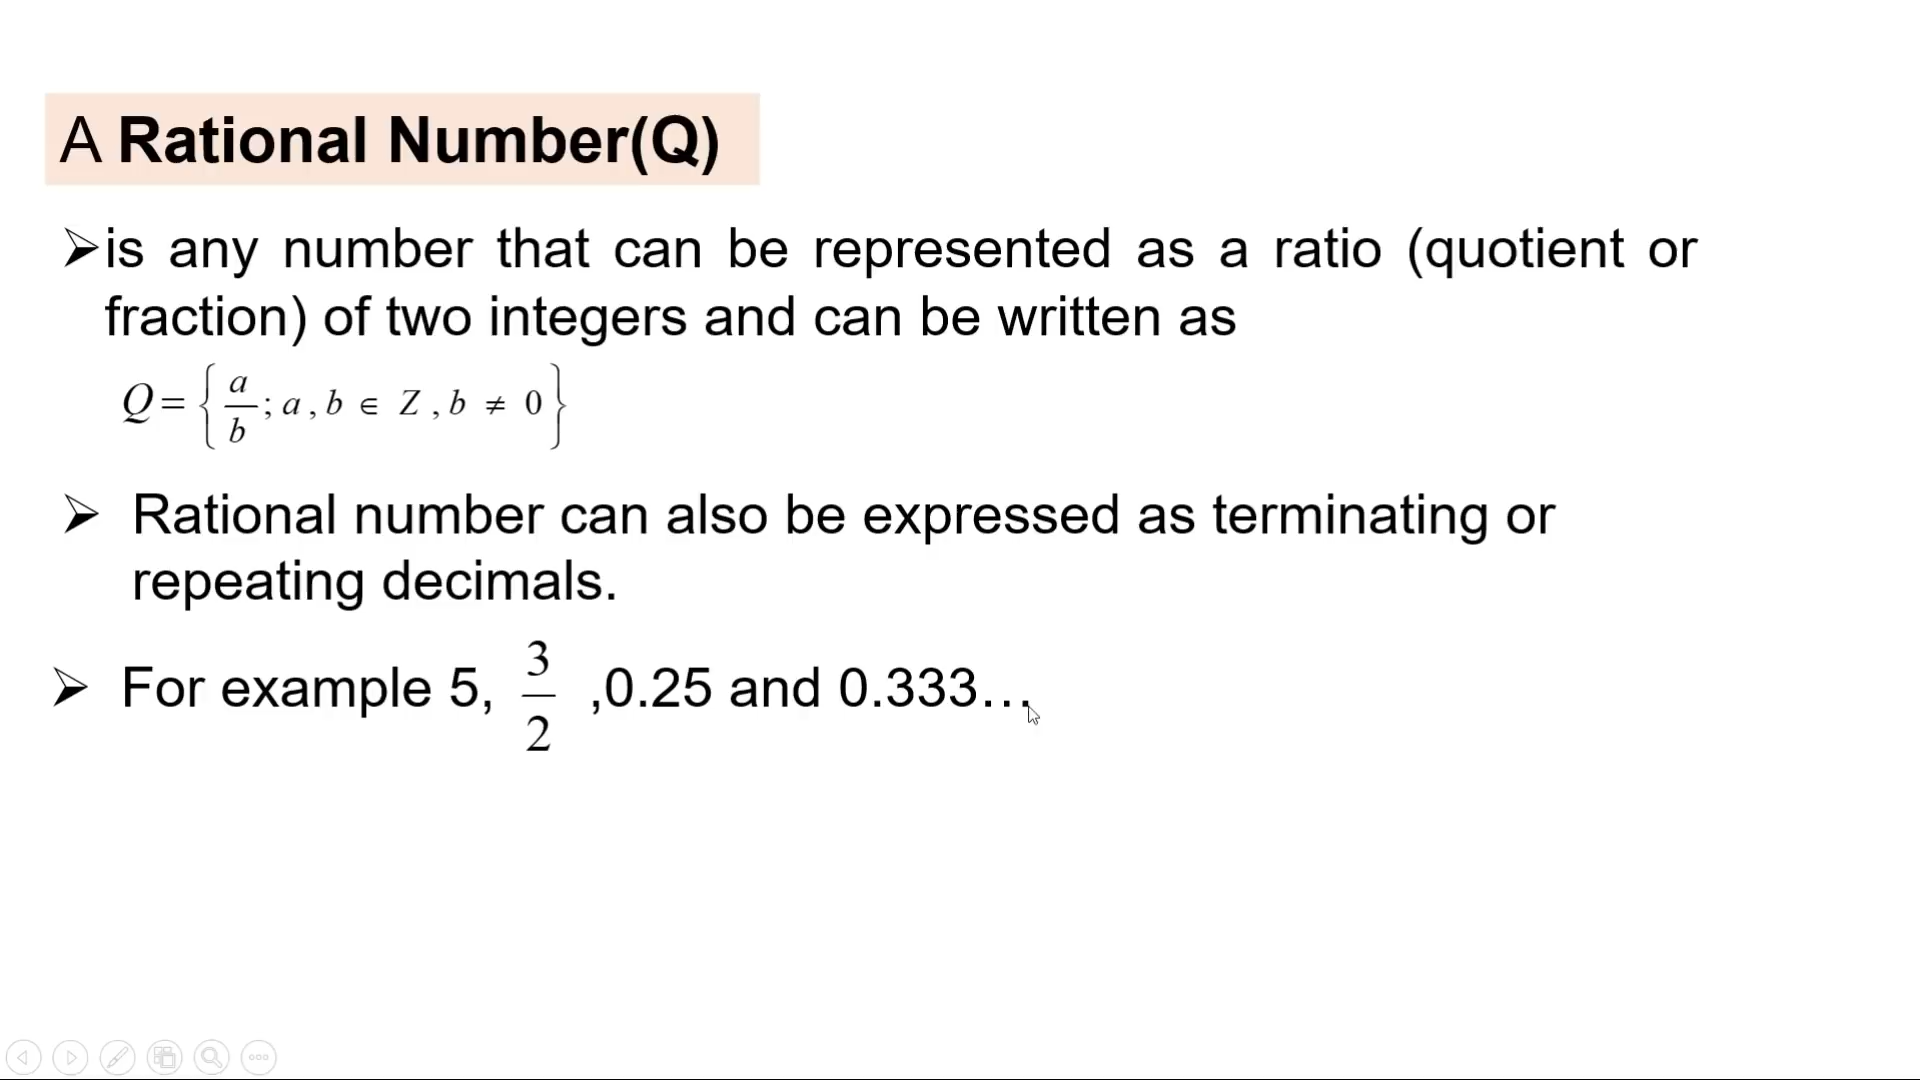 A Rational Number(Q)
➢is any number that can be represented as a ratio (quotient or
fraction) of two integers and can be written as
Q = { a/b ; a , b ∈ Z , b ≠ 0 }
➢ Rational number can also be expressed as terminating or
repeating decimals.
➢ For example 5, 3/2 ,0.25 and 0.333…